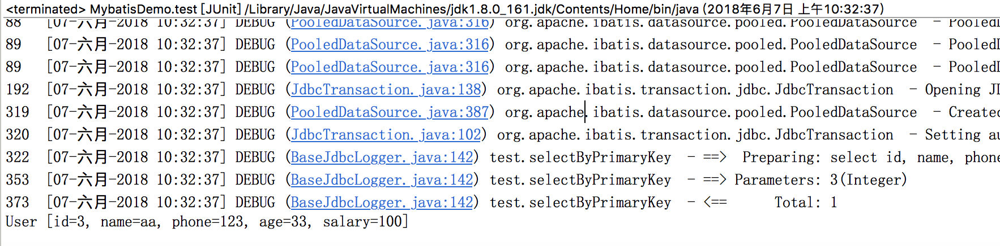 <terminated> MybatisDemo.test [JUnit] /Library/Java/JavaVirtualMachines/jdk1.8.0_161.jdk/Contents/Home/bin/java (2018年6月7日 上午10:32:37)
88 [07-六月-2018 10:32:37] DEBUG (PooledDataSource.java:316) org.apache.ibatis.datasource.pooled.PooledDataSource - Pooled
89 [07-六月-2018 10:32:37] DEBUG (PooledDataSource.java:316) org.apache.ibatis.datasource.pooled.PooledDataSource - Pooled
89 [07-六月-2018 10:32:37] DEBUG (PooledDataSource.java:316) org.apache.ibatis.datasource.pooled.PooledDataSource - Pooled
192 [07-六月-2018 10:32:37] DEBUG (JdbcTransaction.java:138) org.apache.ibatis.transaction.jdbc.JdbcTransaction - Opening J
319 [07-六月-2018 10:32:37] DEBUG (PooledDataSource.java:387) org.apache.ibatis.datasource.pooled.PooledDataSource - Created
320 [07-六月-2018 10:32:37] DEBUG (JdbcTransaction.java:102) org.apache.ibatis.transaction.jdbc.JdbcTransaction - Setting au
322 [07-六月-2018 10:32:37] DEBUG (BaseJdbcLogger.java:142) test.selectByPrimaryKey - ==> Preparing: select id, name, phone
353 [07-六月-2018 10:32:37] DEBUG (BaseJdbcLogger.java:142) test.selectByPrimaryKey - ==> Parameters: 3(Integer)
373 [07-六月-2018 10:32:37] DEBUG (BaseJdbcLogger.java:142) test.selectByPrimaryKey - <== Total: 1
User [id=3, name=aa, phone=123, age=33, salary=100]